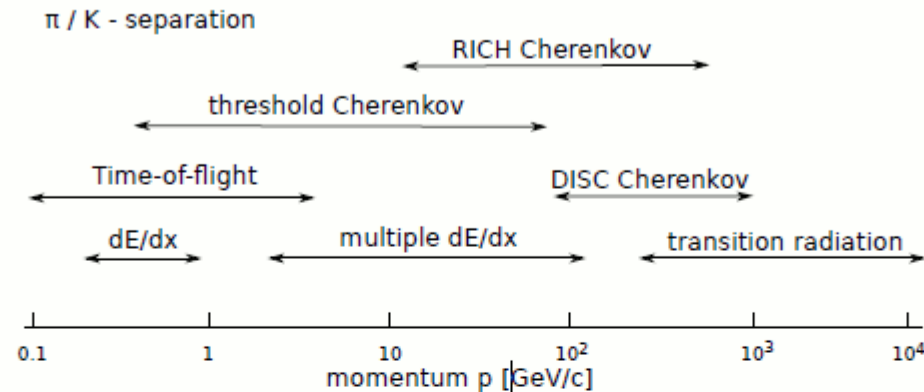 π / K - separation
RICH Cherenkov
threshold Cherenkov
Time-of-flight
DISC Cherenkov
dE/dx
multiple dE/dx
transition radiation
0.1 1 10 10² 10³ 10⁴
momentum p [GeV/c]